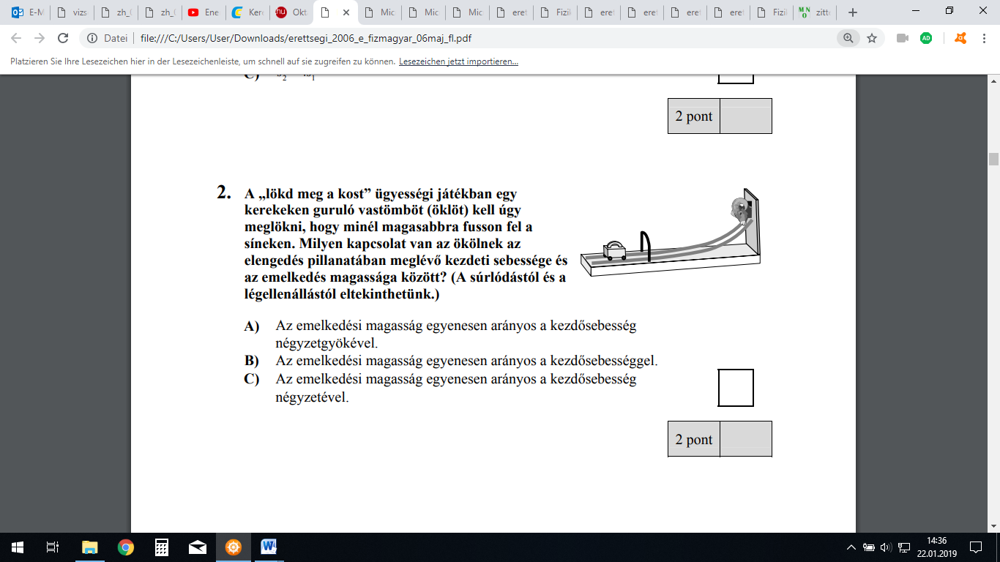 E-M
vizs
zh_(
zh_(
Ene
Kere
Okt
Mic
Mic
Mic
eret
Fizil
eret
eret
eret
eret
Fizil
zitte
Datei
file:///C:/Users/User/Downloads/erettsegi_2006_e_fizmagyar_06maj_fl.pdf
Platzieren Sie Ihre Lesezeichen hier in der Lesezeichenleiste, um schnell auf sie zugreifen zu können. Lesezeichen jetzt importieren...
2 pont
2. A „lökd meg a kost” ügyességi játékban egy
kerekeken guruló vastömböt (öklöt) kell úgy
meglökni, hogy minél magasabbra fusson fel a
síneken. Milyen kapcsolat van az ökölnek az
elengedés pillanatában meglévő kezdeti sebessége és
az emelkedés magassága között? (A súrlódástól és a
légellenállástól eltekinthetünk.)
A) Az emelkedési magasság egyenesen arányos a kezdősebesség
négyzetgyökével.
B) Az emelkedési magasság egyenesen arányos a kezdősebességgel.
C) Az emelkedési magasság egyenesen arányos a kezdősebesség
négyzetével.
2 pont
14:36
22.01.2019